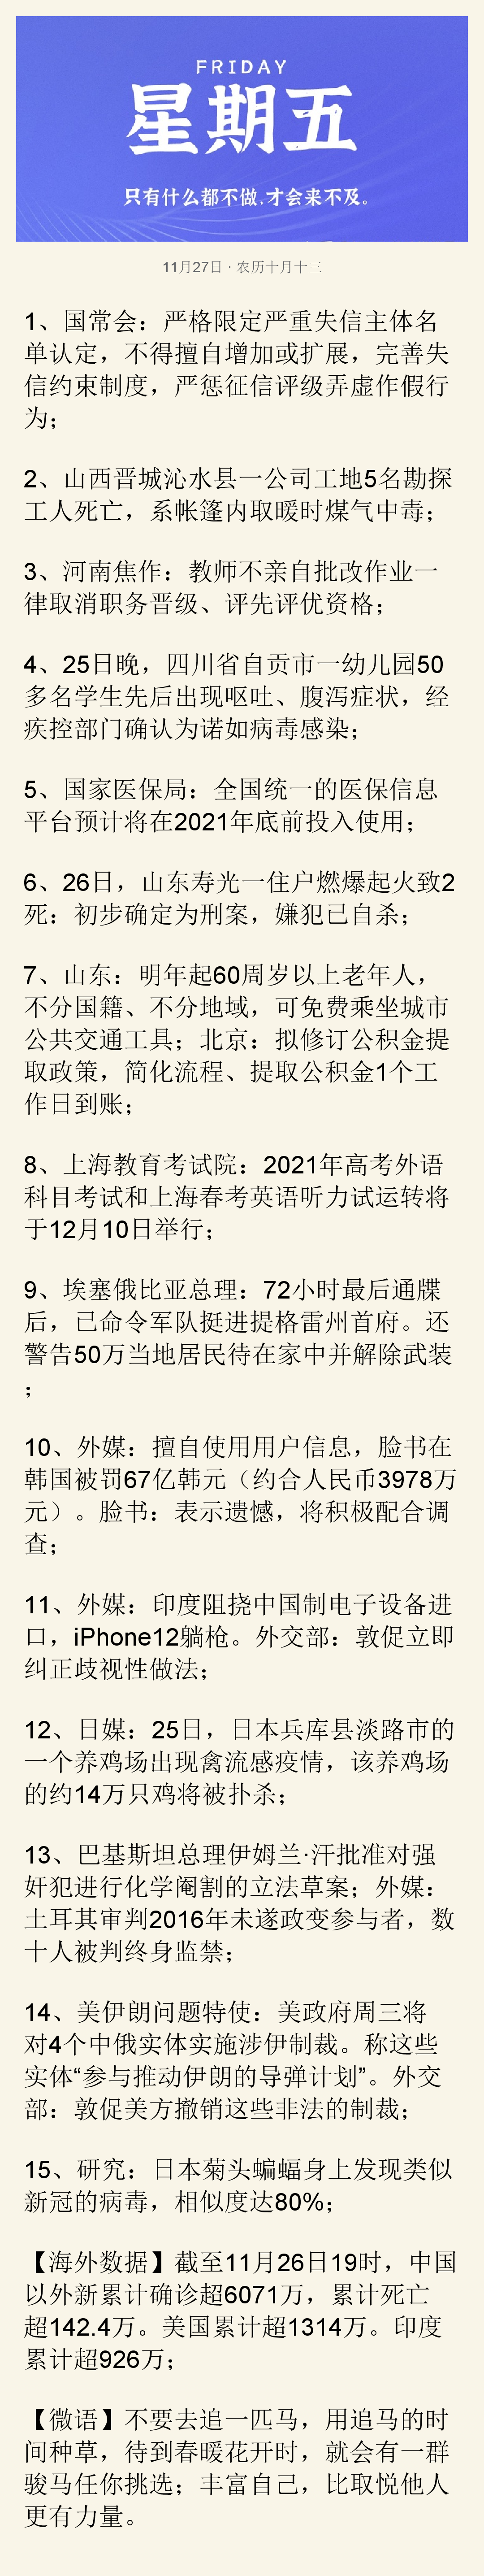 FRIDAY
星期五
只有什么都不做,才会来不及。
11月27日 · 农历十月十三
1、国常会：严格限定严重失信主体名
单认定，不得擅自增加或扩展，完善失
信约束制度，严惩征信评级弄虚作假行
为；
2、山西晋城沁水县一公司工地5名勘探
工人死亡，系帐篷内取暖时煤气中毒；
3、河南焦作：教师不亲自批改作业一
律取消职务晋级、评先评优资格；
4、25日晚，四川省自贡市一幼儿园50
多名学生先后出现呕吐、腹泻症状，经
疾控部门确认为诺如病毒感染；
5、国家医保局：全国统一的医保信息
平台预计将在2021年底前投入使用；
6、26日，山东寿光一住户燃爆起火致2
死：初步确定为刑案，嫌犯已自杀；
7、山东：明年起60周岁以上老年人，
不分国籍、不分地域，可免费乘坐城市
公共交通工具；北京：拟修订公积金提
取政策，简化流程、提取公积金1个工
作日到账；
8、上海教育考试院：2021年高考外语
科目考试和上海春考英语听力试运转将
于12月10日举行；
9、埃塞俄比亚总理：72小时最后通牒
后，已命令军队挺进提格雷州首府。还
警告50万当地居民待在家中并解除武装
；
10、外媒：擅自使用用户信息，脸书在
韩国被罚67亿韩元（约合人民币3978万
元）。脸书：表示遗憾，将积极配合调
查；
11、外媒：印度阻挠中国制电子设备进
口，iPhone12躺枪。外交部：敦促立即
纠正歧视性做法；
12、日媒：25日，日本兵库县淡路市的
一个养鸡场出现禽流感疫情，该养鸡场
的约14万只鸡将被扑杀；
13、巴基斯坦总理伊姆兰·汗批准对强
奸犯进行化学阉割的立法草案；外媒：
土耳其审判2016年未遂政变参与者，数
十人被判终身监禁；
14、美伊朗问题特使：美政府周三将
对4个中俄实体实施涉伊制裁。称这些
实体“参与推动伊朗的导弹计划”。外交
部：敦促美方撤销这些非法的制裁；
15、研究：日本菊头蝙蝠身上发现类似
新冠的病毒，相似度达80%；
【海外数据】截至11月26日19时，中国
以外新累计确诊超6071万，累计死亡
超142.4万。美国累计超1314万。印度
累计超926万；
【微语】不要去追一匹马，用追马的时
间种草，待到春暖花开时，就会有一群
骏马任你挑选；丰富自己，比取悦他人
更有力量。